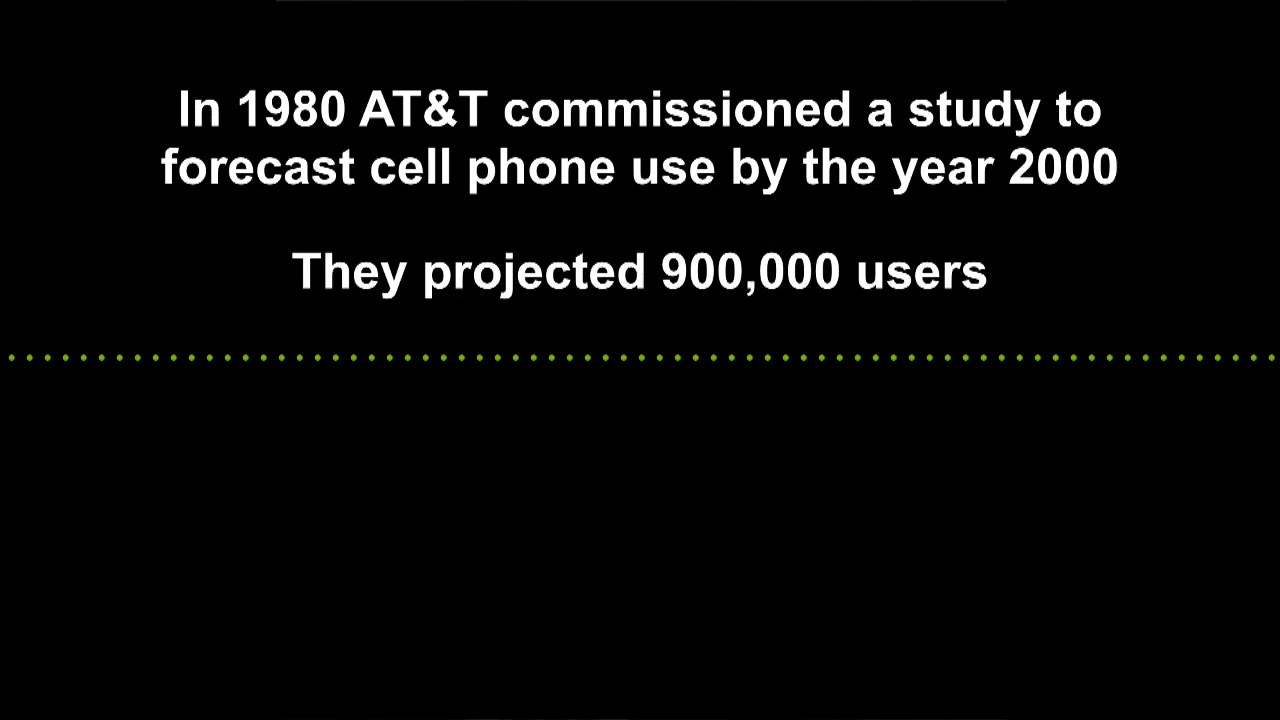 In 1980 AT&T commissioned a study to
forecast cell phone use by the year 2000
They projected 900,000 users